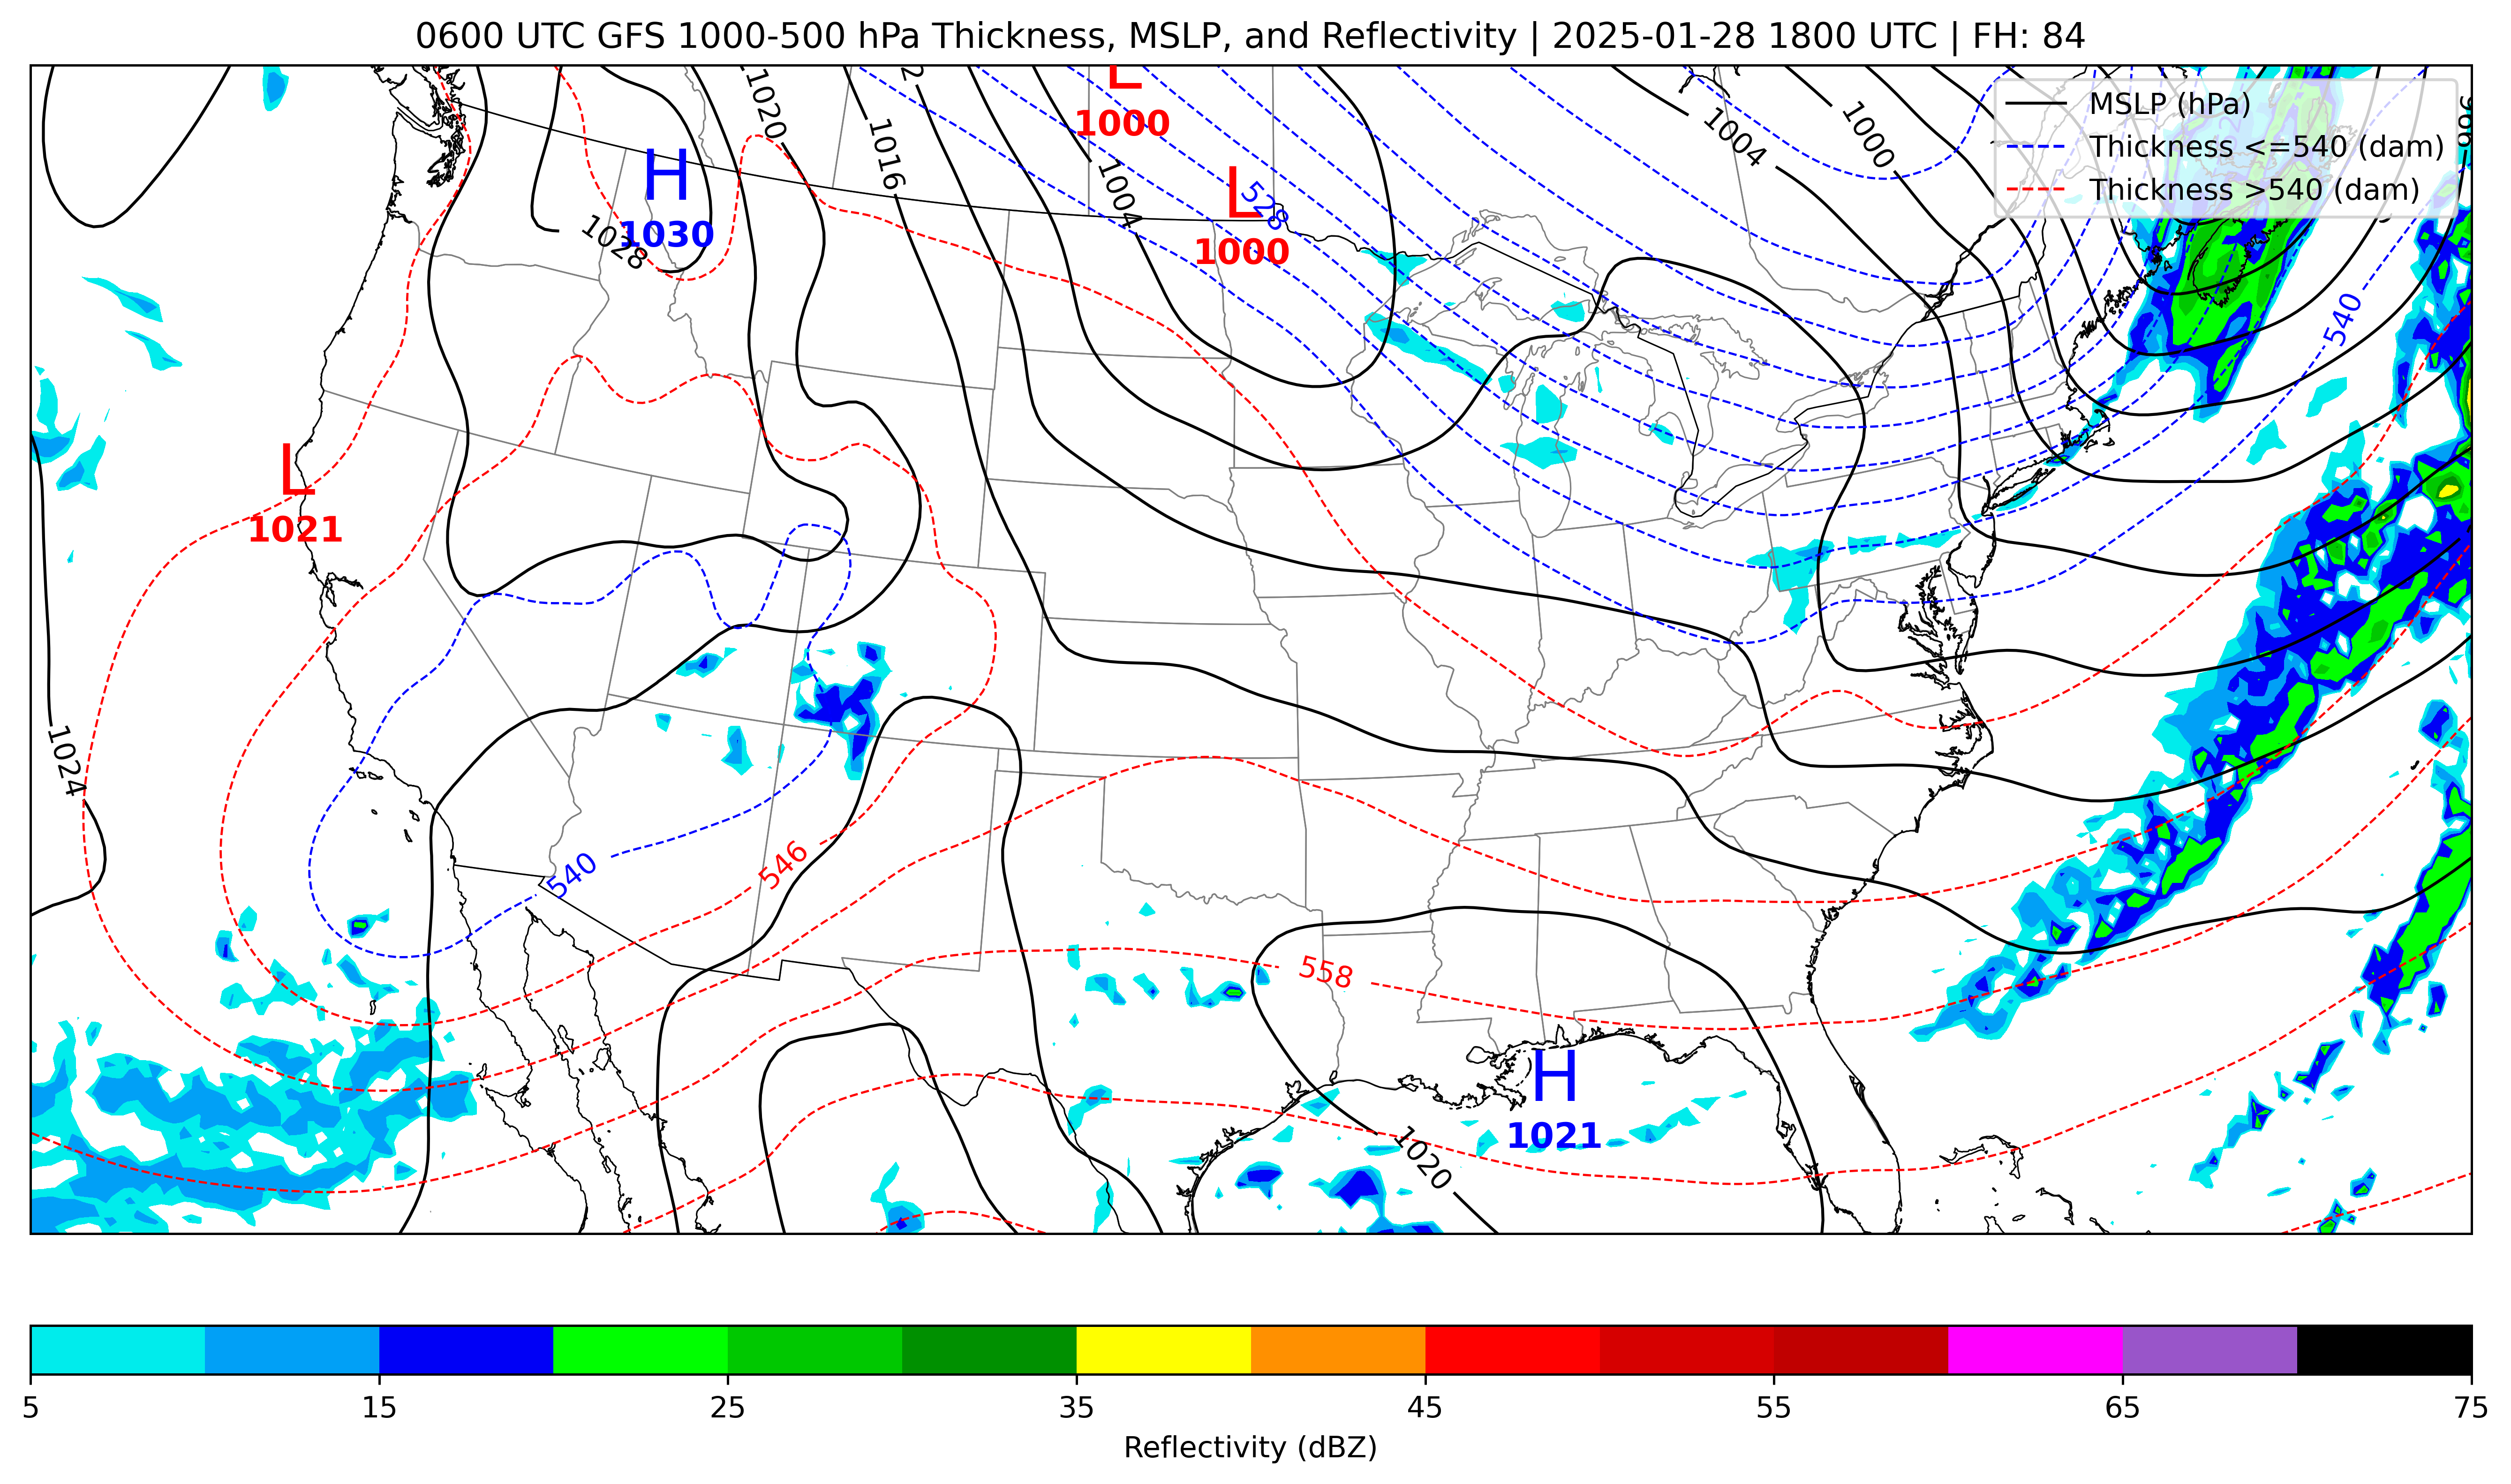 0600 UTC GFS 1000-500 hPa Thickness, MSLP, and Reflectivity | 2025-01-28 1800 UTC | FH: 84
MSLP (hPa)
Thickness <=540 (dam)
Thickness >540 (dam)
L
1000
1020
1016
1004
1004
1000
H
1030
1028
L
1000
528
540
L
1021
1024
540
546
558
H
1021
1020
5
15
25
35
45
55
65
75
Reflectivity (dBZ)